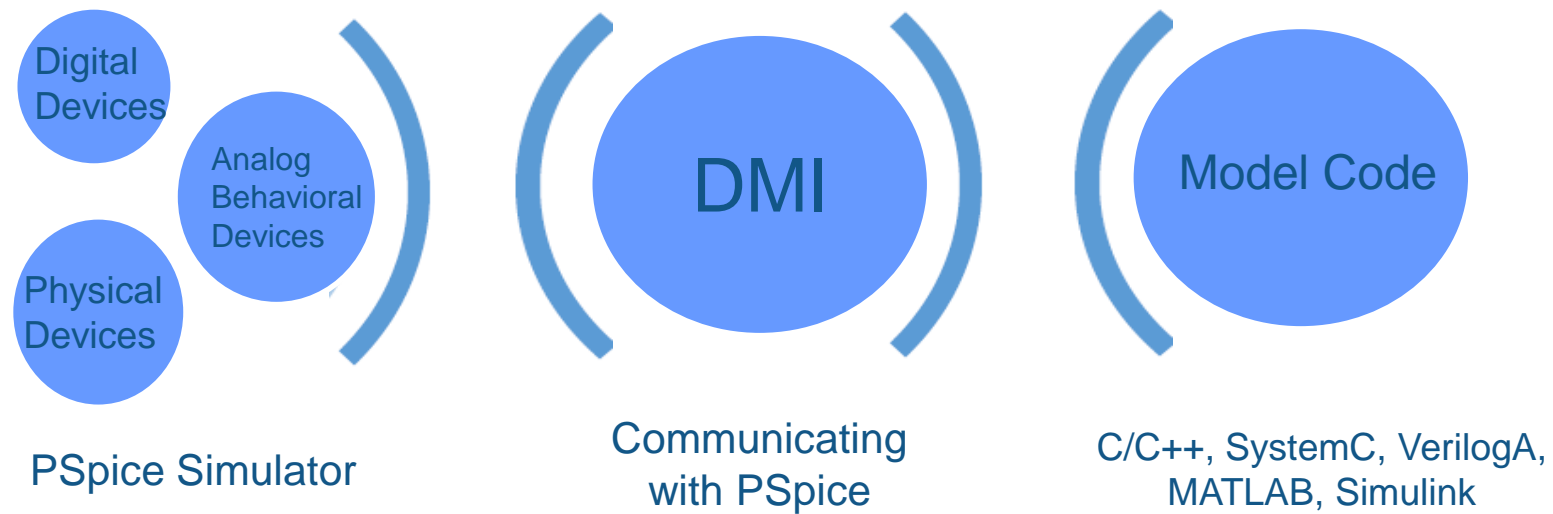 Digital
Devices
Analog
Behavioral
Devices
Physical
Devices
PSpice Simulator
DMI
Communicating
with PSpice
Model Code
C/C++, SystemC, VerilogA,
MATLAB, Simulink